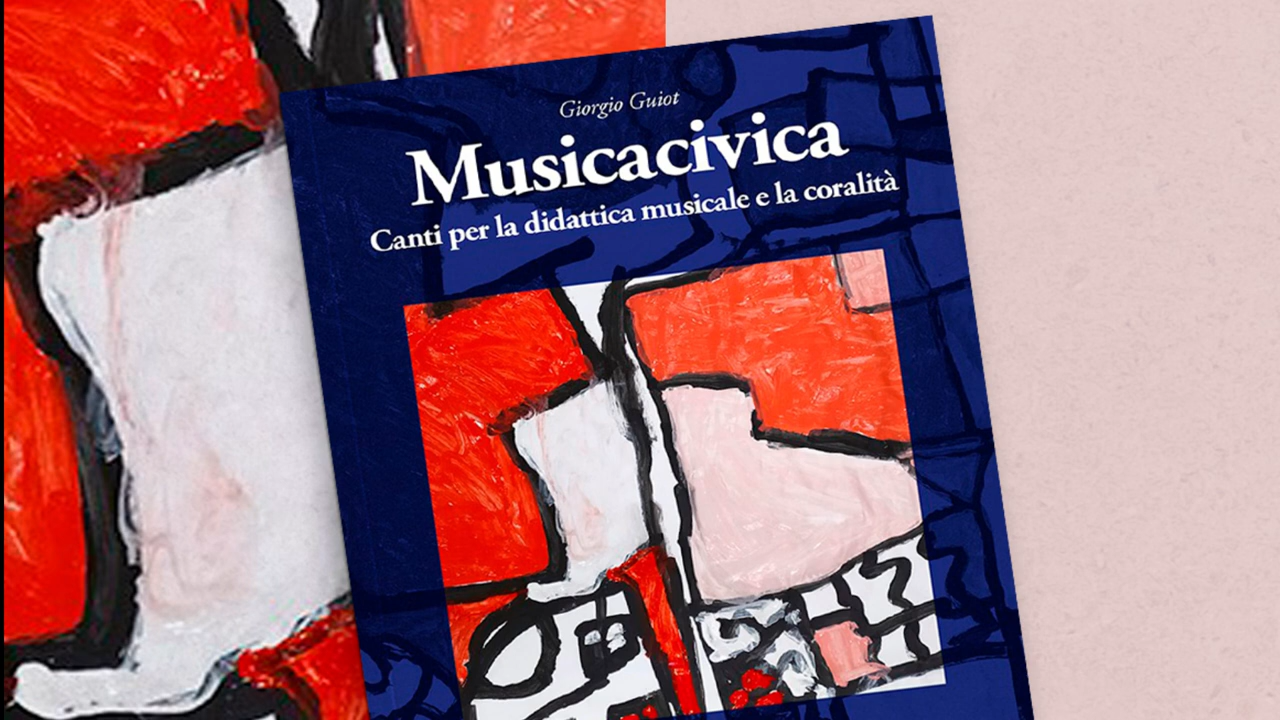 Giorgio Guiot
Musicacivica
Canti per la didattica musicale e la coralità